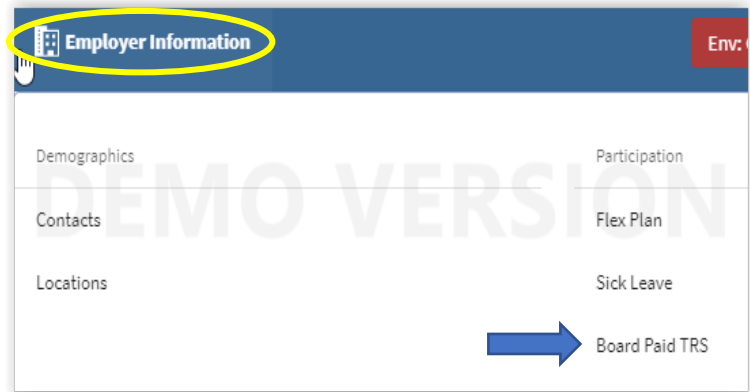 Employer Information
Env:
Demographics
Participation
DEMO VERSION
Contacts
Flex Plan
Locations
Sick Leave
Board Paid TRS